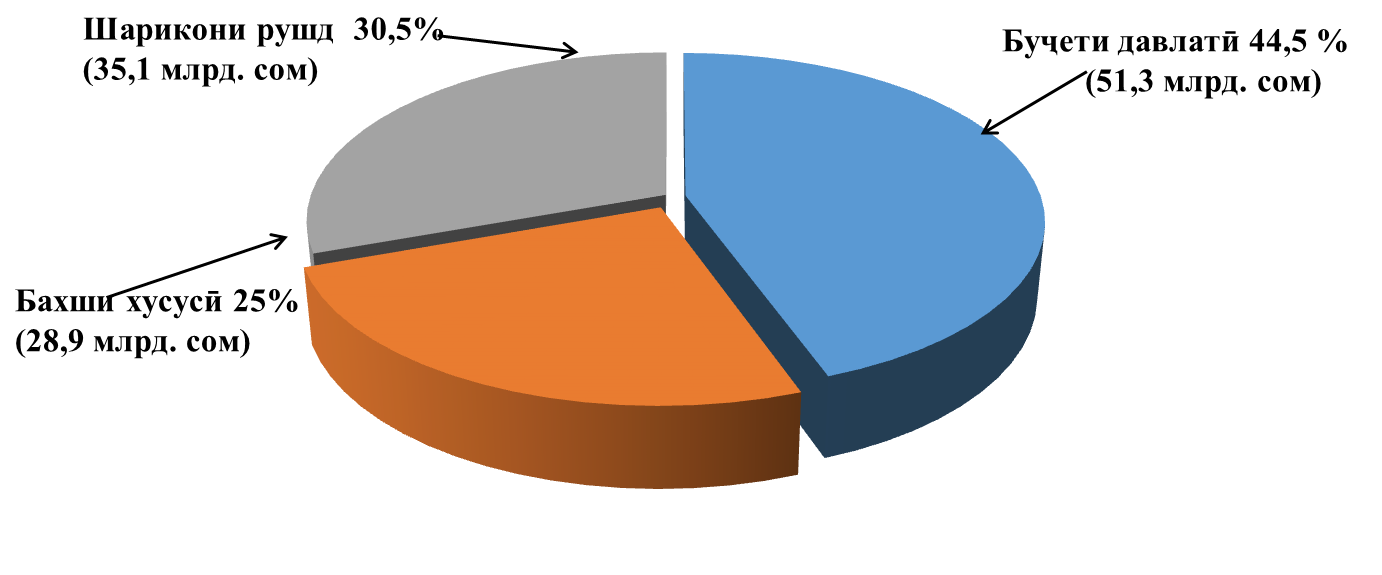 Шарикони рушд 30,5%
(35,1 млрд. сом)
Буҷети давлатӣ 44,5 %
(51,3 млрд. сом)
Бахши хусусӣ 25%
(28,9 млрд. сом)